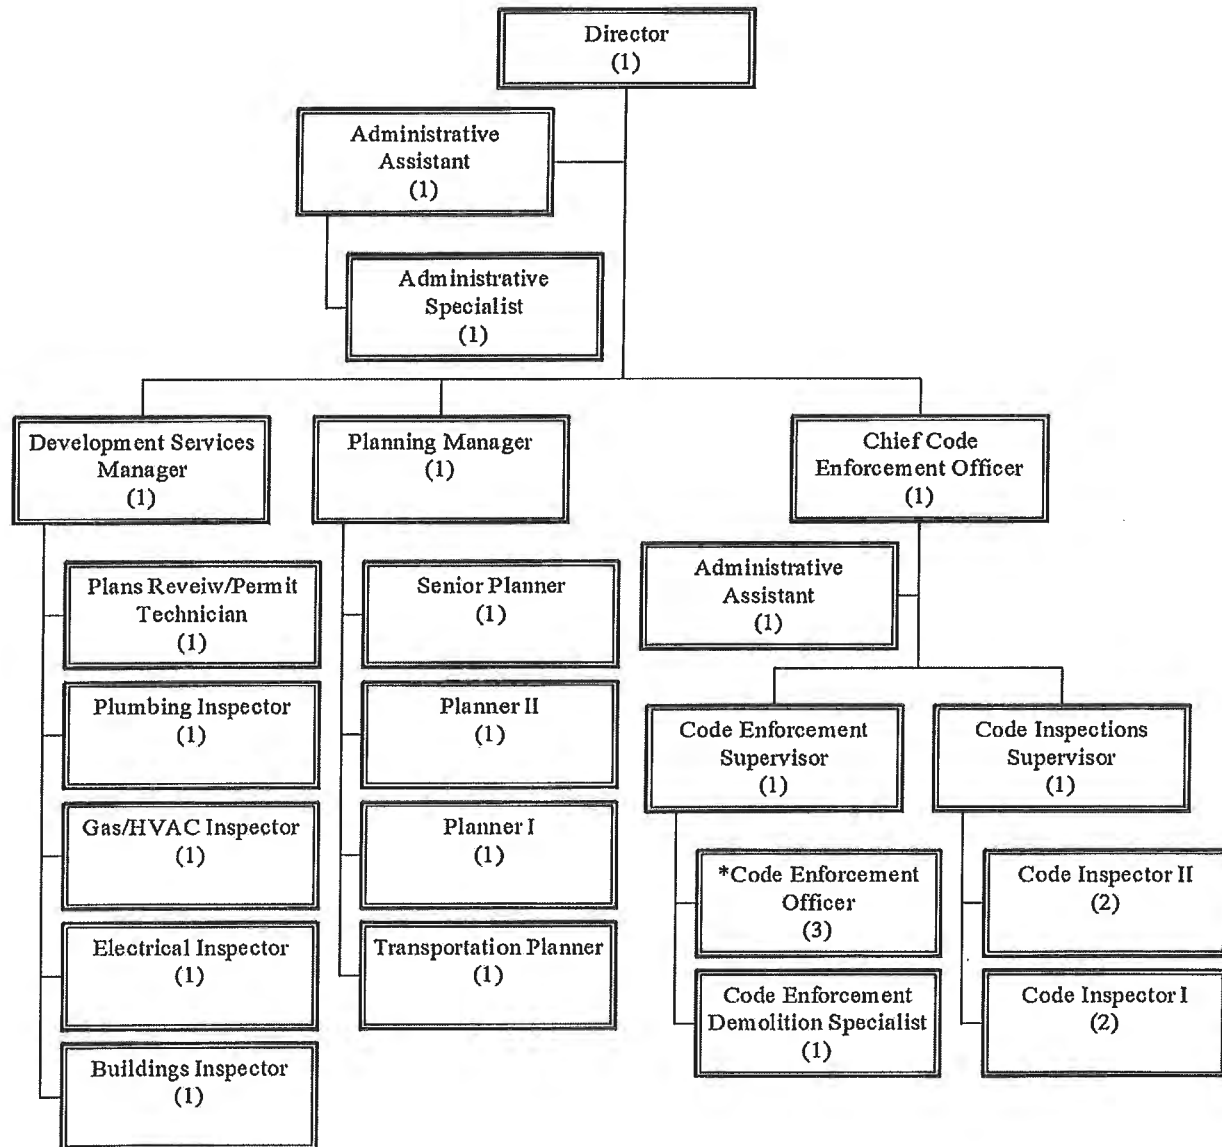 Director
(1)
Administrative
Assistant
(1)
Administrative
Specialist
(1)
Development Services
Manager
(1)
Plans Reveiw/Permit
Technician
(1)
Plumbing Inspector
(1)
Gas/HVAC Inspector
(1)
Electrical Inspector
(1)
Buildings Inspector
(1)
Planning Manager
(1)
Senior Planner
(1)
Planner II
(1)
Planner I
(1)
Transportation Planner
(1)
Chief Code
Enforcement Officer
(1)
Administrative
Assistant
(1)
Code Enforcement
Supervisor
(1)
*Code Enforcement
Officer
(3)
Code Enforcement
Demolition Specialist
(1)
Code Inspections
Supervisor
(1)
Code Inspector II
(2)
Code Inspector I
(2)